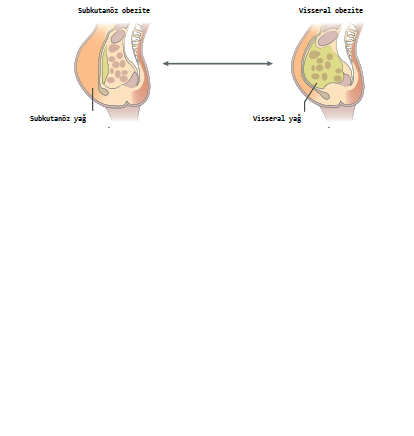 Subkutanöz obezite
Visseral obezite
Subkutanöz yağ
Visseral yağ